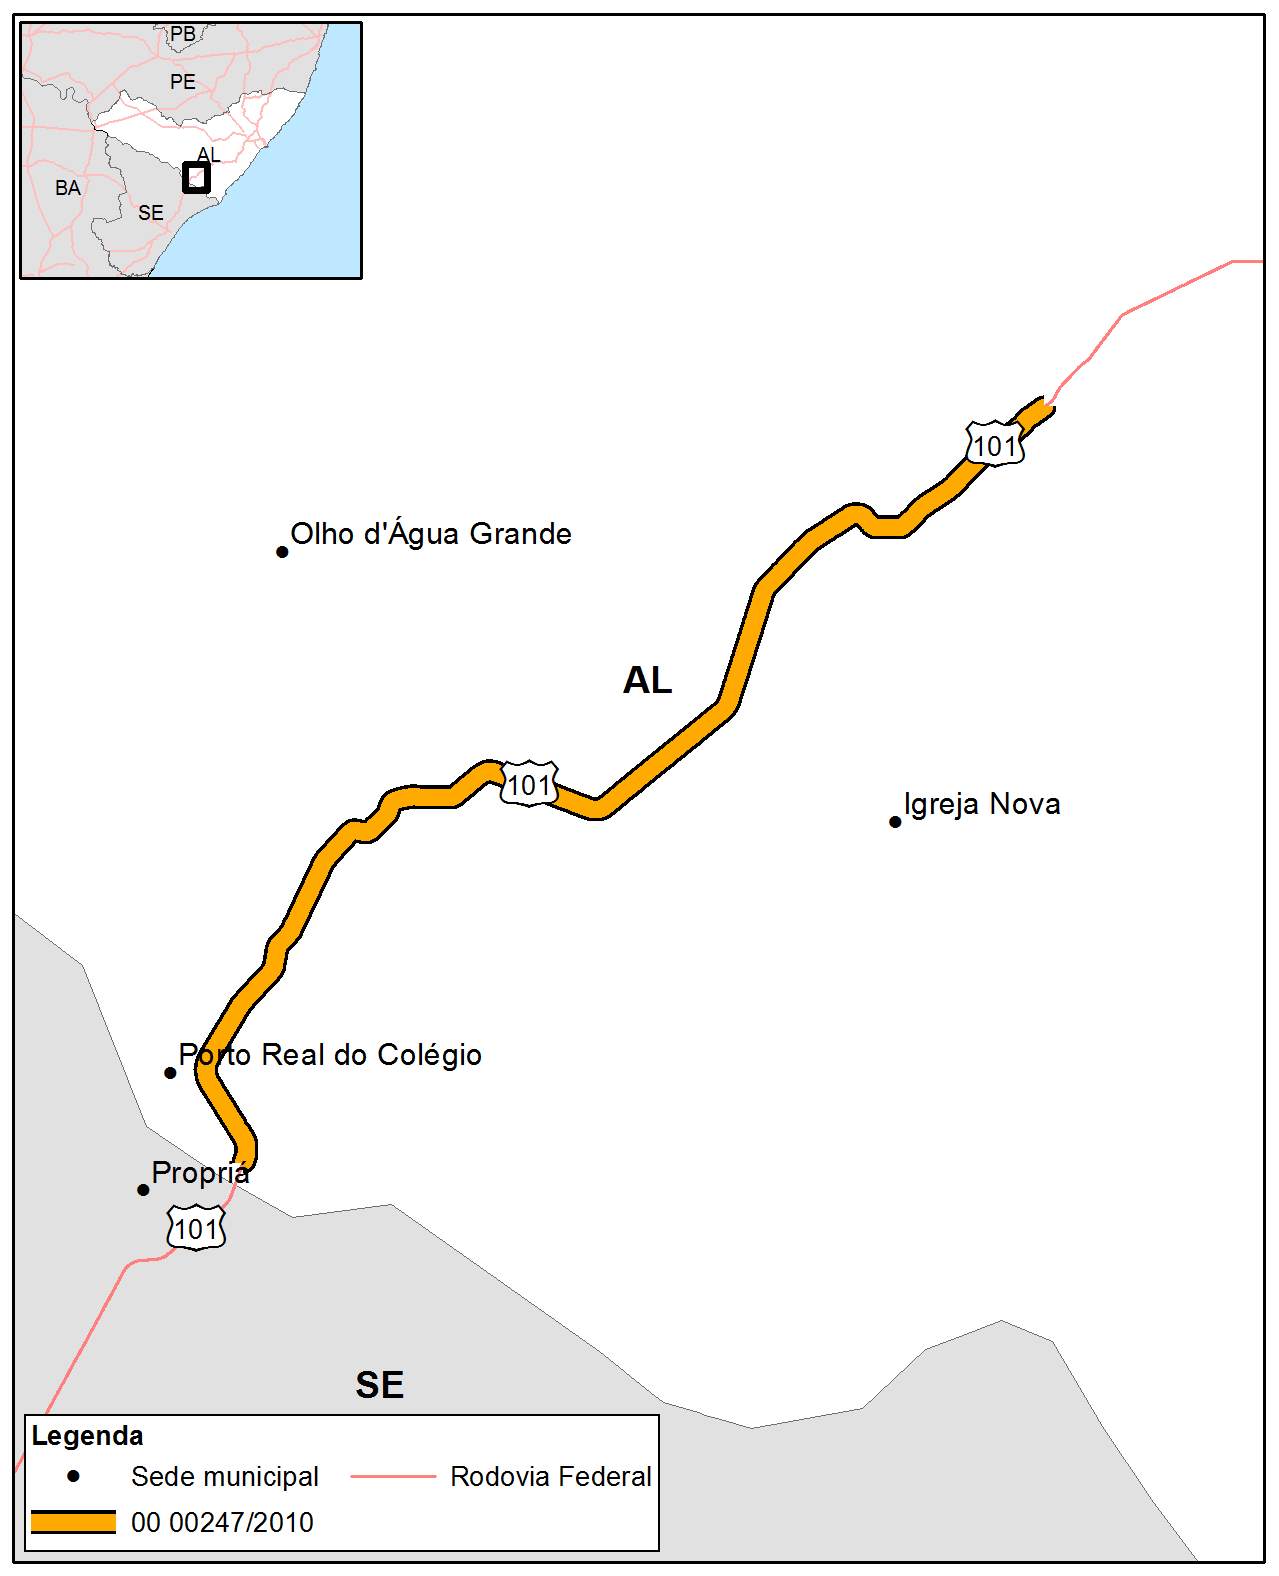 PB
PE
AL
BA
SE
101
Olho d'Água Grande
AL
101
Igreja Nova
Porto Real do Colégio
Propriá
101
SE
Legenda
Sede municipal
Rodovia Federal
00 00247/2010